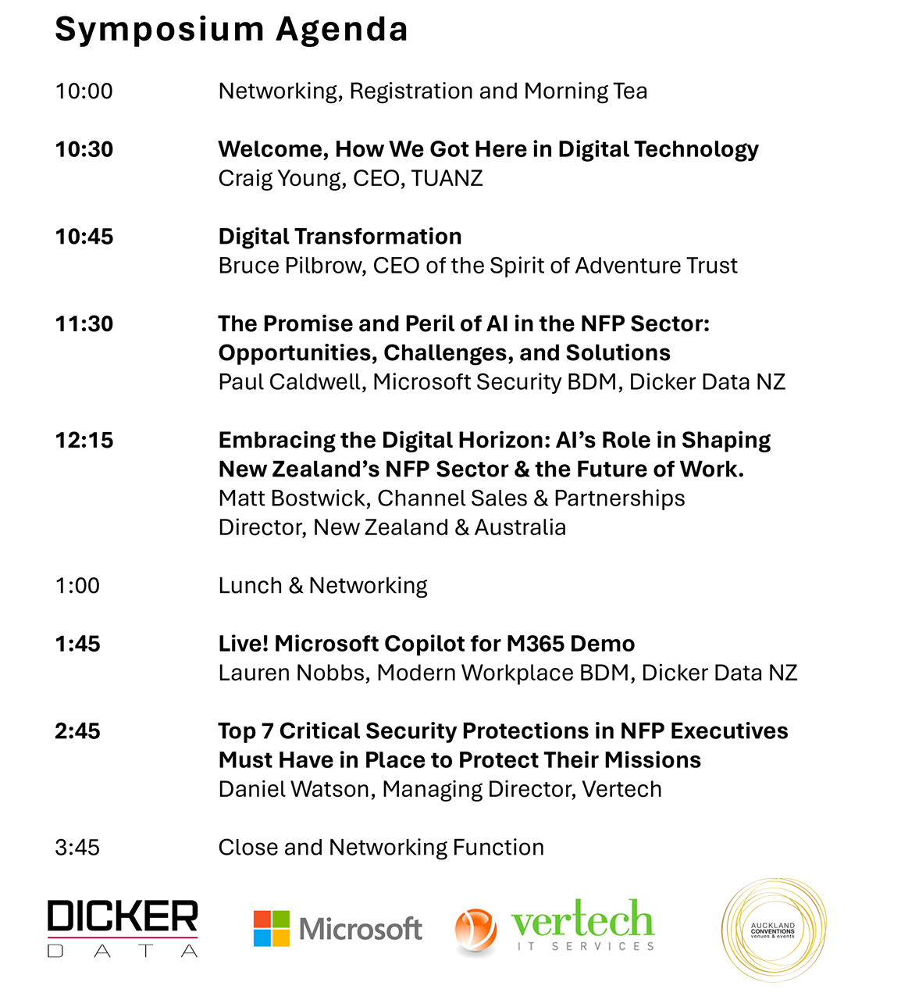 Symposium Agenda
10:00 Networking, Registration and Morning Tea
10:30 Welcome, How We Got Here in Digital Technology
Craig Young, CEO, TUANZ
10:45 Digital Transformation
Bruce Pilbrow, CEO of the Spirit of Adventure Trust
11:30 The Promise and Peril of AI in the NFP Sector:
Opportunities, Challenges, and Solutions
Paul Caldwell, Microsoft Security BDM, Dicker Data NZ
12:15 Embracing the Digital Horizon: AI’s Role in Shaping
New Zealand’s NFP Sector & the Future of Work.
Matt Bostwick, Channel Sales & Partnerships
Director, New Zealand & Australia
1:00 Lunch & Networking
1:45 Live! Microsoft Copilot for M365 Demo
Lauren Nobbs, Modern Workplace BDM, Dicker Data NZ
2:45 Top 7 Critical Security Protections in NFP Executives
Must Have in Place to Protect Their Missions
Daniel Watson, Managing Director, Vertech
3:45 Close and Networking Function
DICKER
DATA
Microsoft
vertech
IT SERVICES
AUCKLAND
CONVENTIONS
venues & events